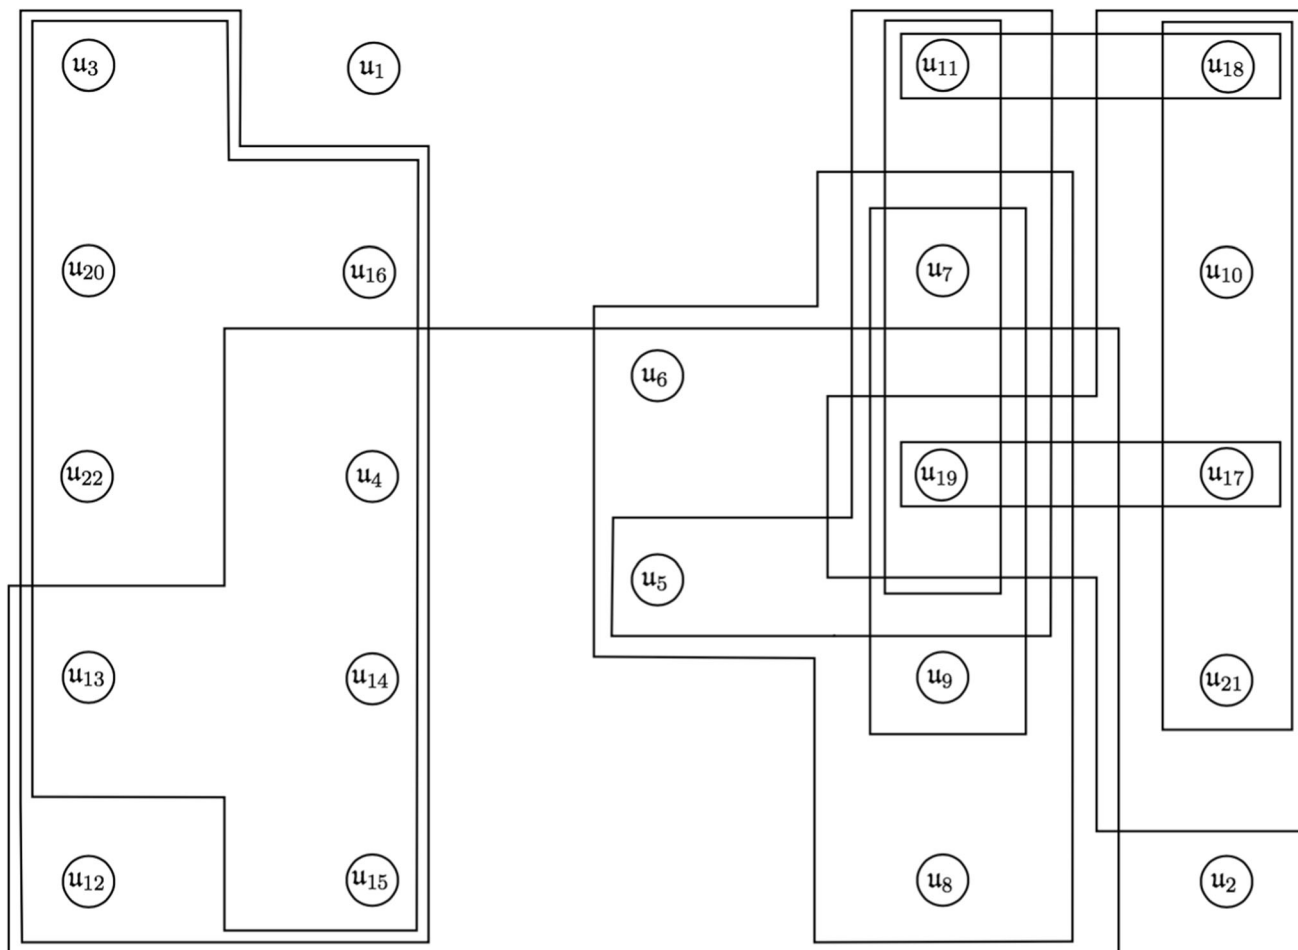 𝔲₃ 𝔲₁ 𝔲₁₁ 𝔲₁₈
𝔲₂₀ 𝔲₁₆ 𝔲₇ 𝔲₁₀
𝔲₆
𝔲₂₂ 𝔲₄ 𝔲₁₉ 𝔲₁₇
𝔲₅
𝔲₁₃ 𝔲₁₄ 𝔲₉ 𝔲₂₁
𝔲₁₂ 𝔲₁₅ 𝔲₈ 𝔲₂